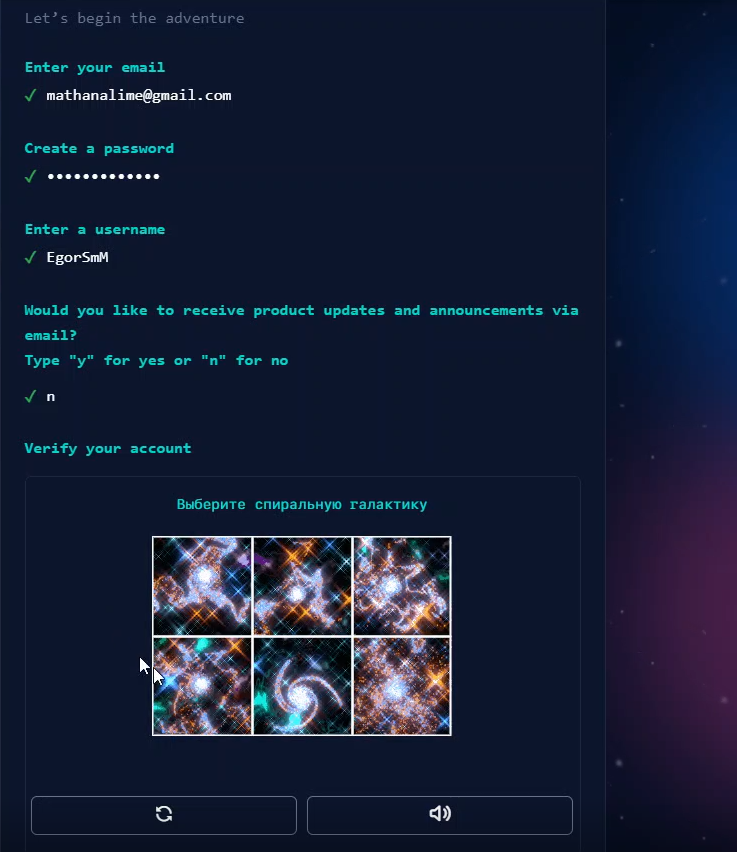 Let’s begin the adventure
Enter your email
✓ mathanalime@gmail.com
Create a password
✓ •••••••••••••
Enter a username
✓ EgorSmM
Would you like to receive product updates and announcements via
email?
Type "y" for yes or "n" for no
✓ n
Verify your account
Выберите спиральную галактику